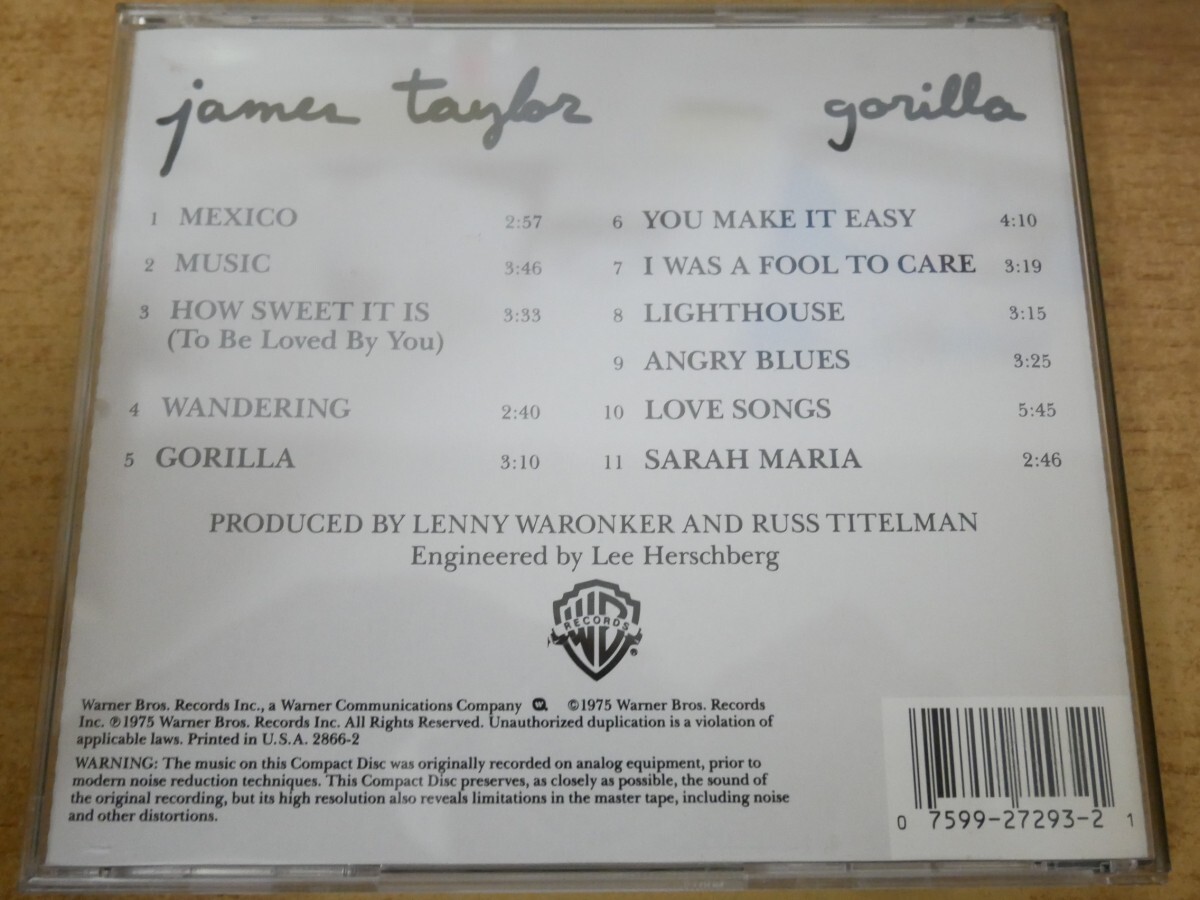 james taylor gorilla
1 MEXICO 2:57
2 MUSIC 3:46
3 HOW SWEET IT IS 3:33
(To Be Loved By You)
4 WANDERING 2:40
5 GORILLA 3:10
6 YOU MAKE IT EASY 4:10
7 I WAS A FOOL TO CARE 3:19
8 LIGHTHOUSE 3:15
9 ANGRY BLUES 3:25
10 LOVE SONGS 5:45
11 SARAH MARIA 2:46
PRODUCED BY LENNY WARONKER AND RUSS TITELMAN
Engineered by Lee Herschberg
WB
RECORDS
®
Warner Bros. Records Inc., a Warner Communications Company ©1975 Warner Bros. Records
Inc. ℗1975 Warner Bros. Records Inc. All Rights Reserved. Unauthorized duplication is a violation of
applicable laws. Printed in U.S.A. 2866-2
WARNING: The music on this Compact Disc was originally recorded on analog equipment, prior to
modern noise reduction techniques. This Compact Disc preserves, as closely as possible, the sound of
the original recording, but its high resolution also reveals limitations in the master tape, including noise
and other distortions.
0 7599-27293-2 1